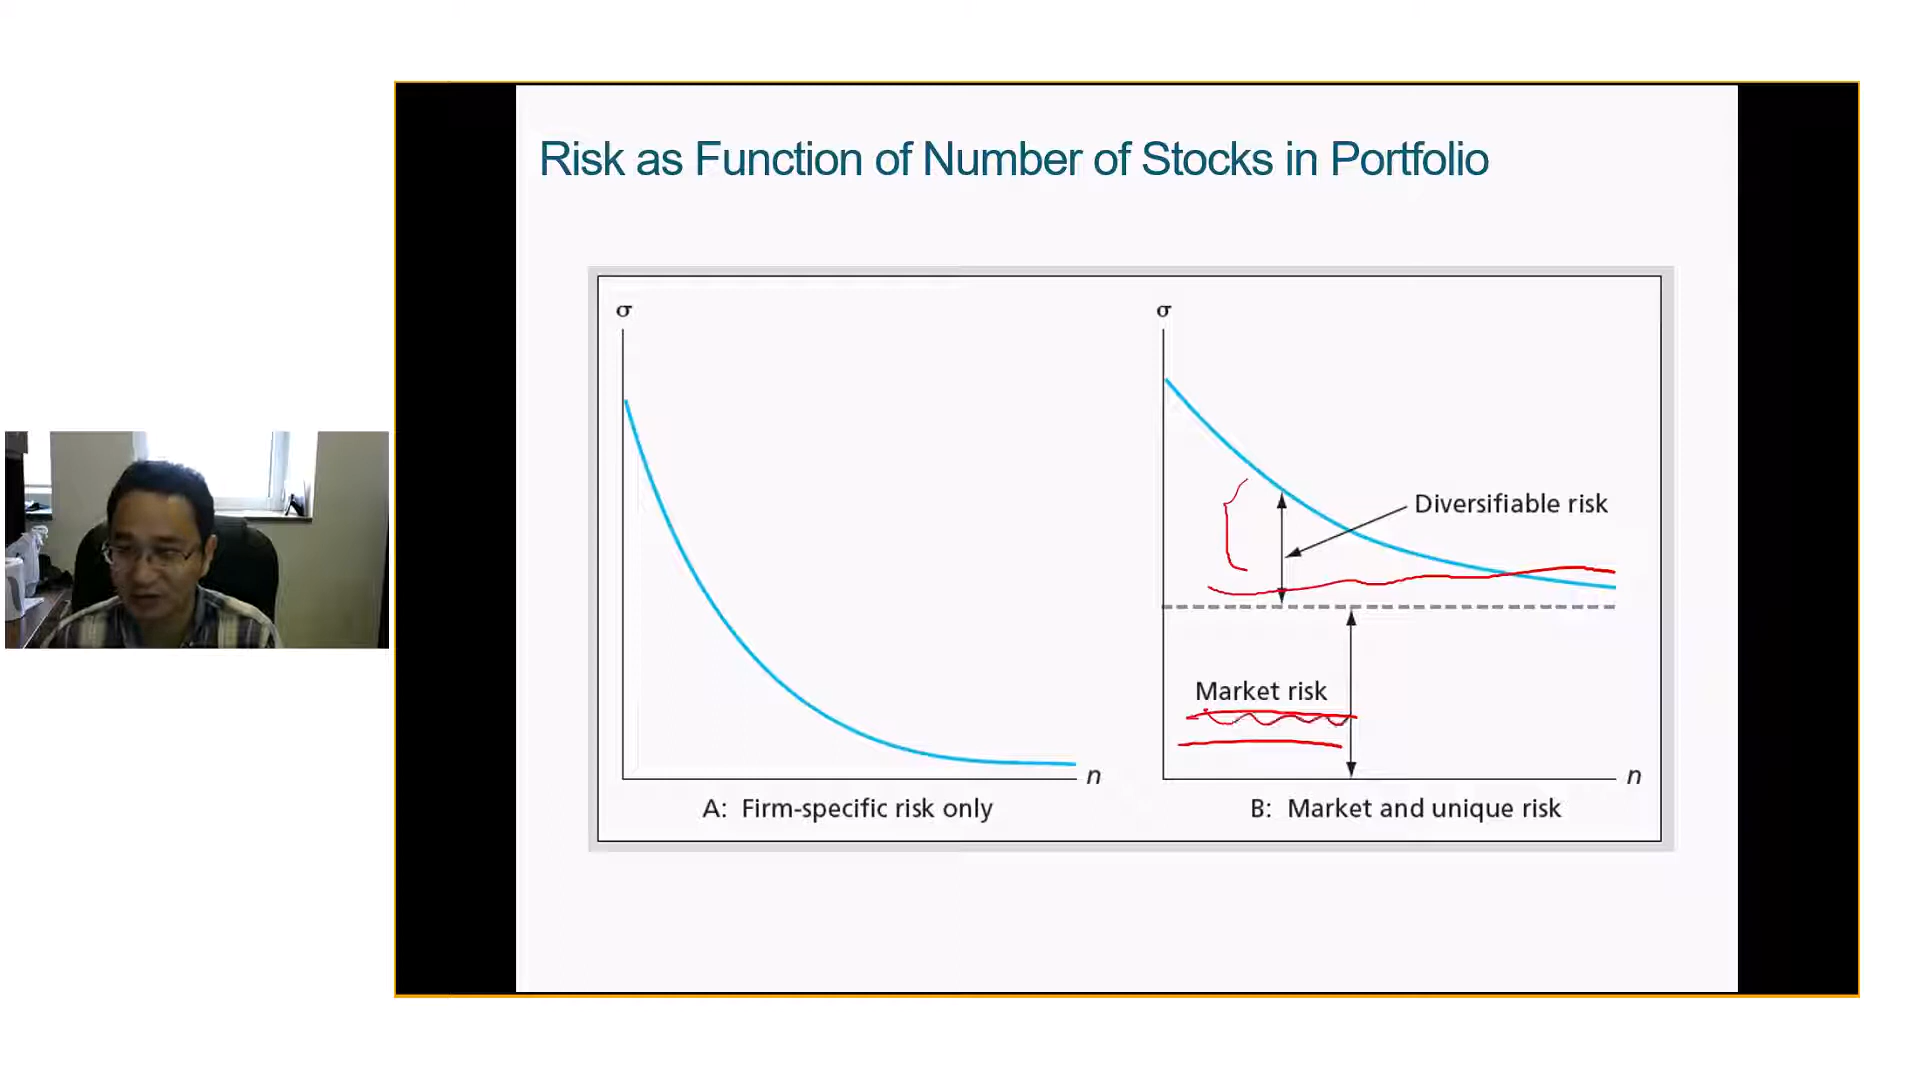 Risk as Function of Number of Stocks in Portfolio
σ
n
A: Firm-specific risk only
σ
Diversifiable risk
Market risk
n
B: Market and unique risk